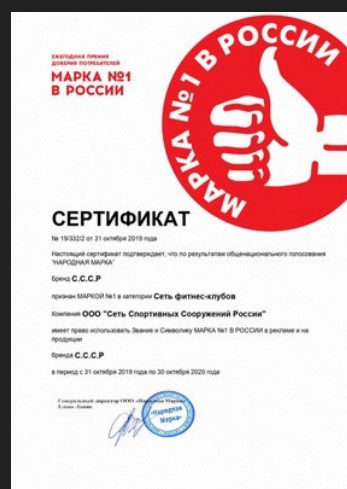 ЕЖЕГОДНАЯ ПРЕМИЯ
ДОВЕРИЯ ПОТРЕБИТЕЛЕЙ
МАРКА №1
В РОССИИ
МАРКА №1 В РОССИИ
СЕРТИФИКАТ
№ 19/332/2 от 31 октября 2019 года
Настоящий сертификат подтверждает, что по результатам общенационального голосования
"НАРОДНАЯ МАРКА"
Бренд С.С.С.Р
признан МАРКОЙ №1 в категории Сеть фитнес-клубов
Компания ООО "Сеть Спортивных Сооружений России"
имеет право использовать Звание и Символику МАРКА №1 В РОССИИ в рекламе и на
продукции
бренда С.С.С.Р
в период с 31 октября 2019 года по 30 октября 2020 года
Генеральный директор ООО «Народная Марка»
Елена
«Народная
Марка»